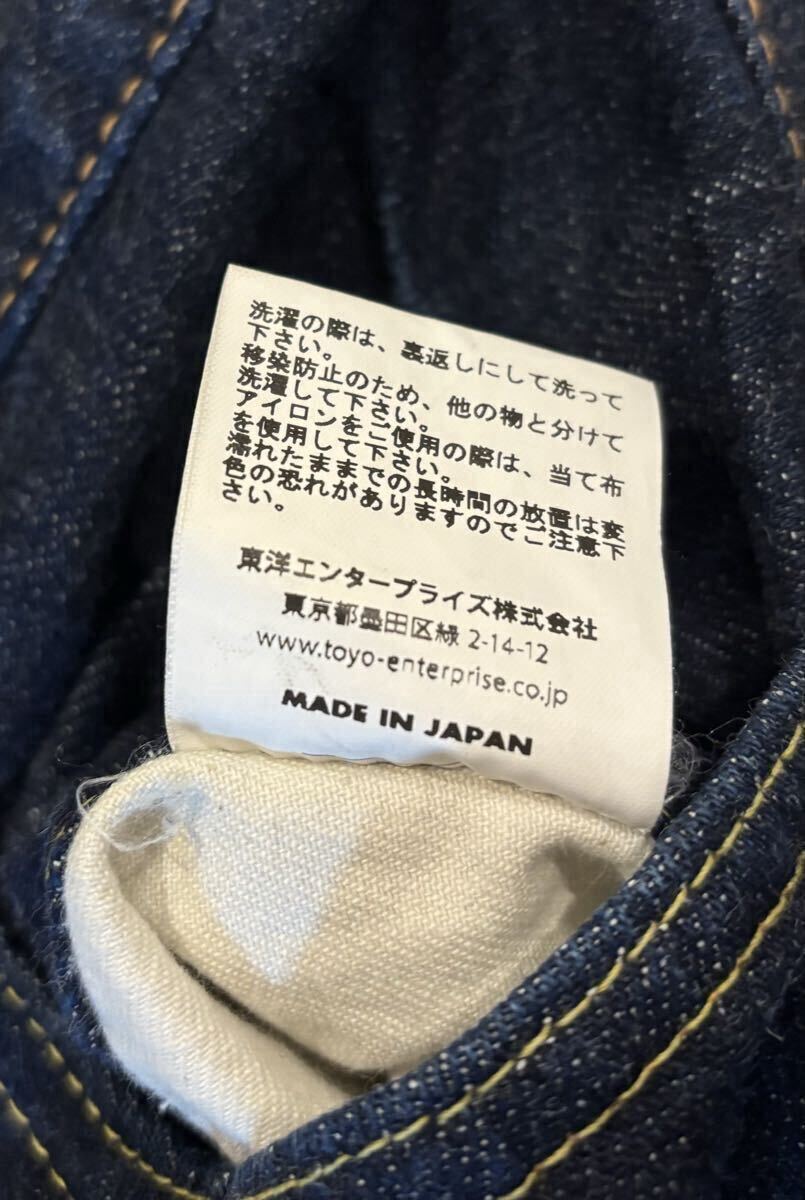 洗濯の際は、裏返しにして洗って
下さい。
移染防止のため、他の物と分けて
洗濯して下さい。
アイロンをご使用の際は、当て布
を使用して下さい。
濡れたままでの長時間の放置は変
色の恐れがありますのでご注意下
さい。
東洋エンタープライズ株式会社
東京都墨田区緑 2-14-12
www.toyo-enterprise.co.jp
MADE IN JAPAN